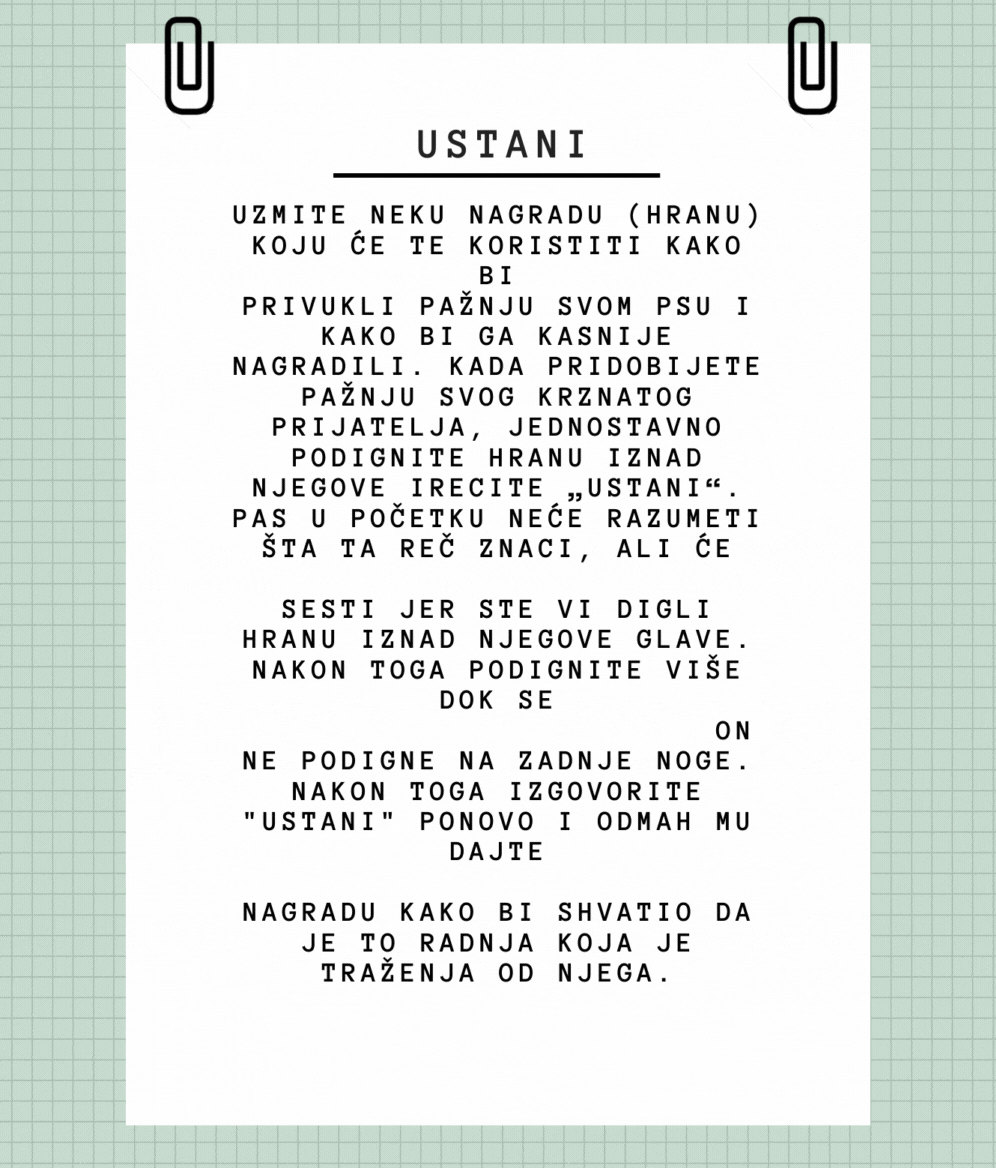 USTANI
UZMITE NEKU NAGRADU (HRANU)
KOJU ĆE TE KORISTITI KAKO
BI
PRIVUKLI PAŽNJU SVOM PSU I
KAKO BI GA KASNIJE
NAGRADILI. KADA PRIDOBIJETE
PAŽNJU SVOG KRZNATOG
PRIJATELJA, JEDNOSTAVNO
PODIGNITE HRANU IZNAD
NJEGOVE IRECITE „USTANI“.
PAS U POČETKU NEĆE RAZUMETI
ŠTA TA REČ ZNACI, ALI ĆE
SESTI JER STE VI DIGLI
HRANU IZNAD NJEGOVE GLAVE.
NAKON TOGA PODIGNITE VIŠE
DOK SE
ON
NE PODIGNE NA ZADNJE NOGE.
NAKON TOGA IZGOVORITE
"USTANI" PONOVO I ODMAH MU
DAJTE
NAGRADU KAKO BI SHVATIO DA
JE TO RADNJA KOJA JE
TRAŽENJA OD NJEGA.